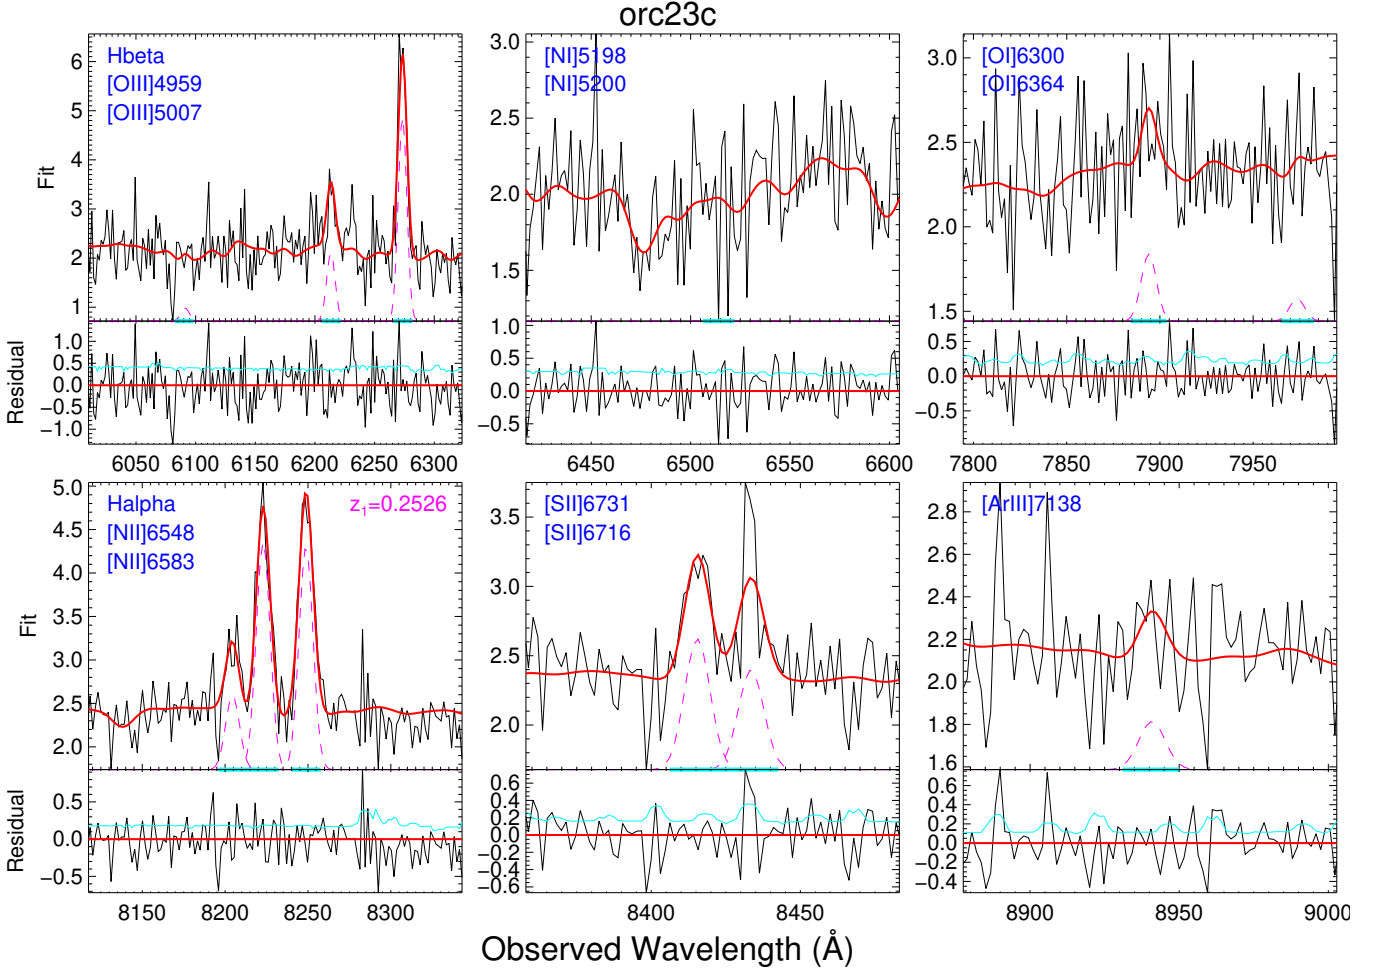 orc23c
Hbeta
[OIII]4959
[OIII]5007
[NI]5198
[NI]5200
[OI]6300
[OI]6364
Fit
6
5
4
3
2
1
3.0
2.5
2.0
1.5
3.0
2.5
2.0
1.5
Residual
1.0
0.5
0.0
−0.5
−1.0
1.0
0.5
0.0
−0.5
0.5
0.0
−0.5
6050 6100 6150 6200 6250 6300
6450 6500 6550 6600
7800 7850 7900 7950
Halpha
[NII]6548
[NII]6583
z1=0.2526
[SII]6731
[SII]6716
[ArIII]7138
Fit
5.0
4.5
4.0
3.5
3.0
2.5
2.0
3.5
3.0
2.5
2.0
2.8
2.6
2.4
2.2
2.0
1.8
1.6
Residual
0.5
0.0
−0.5
0.6
0.4
0.2
0.0
−0.2
−0.4
−0.6
0.6
0.4
0.2
0.0
−0.2
−0.4
8150 8200 8250 8300
8400 8450
8900 8950 9000
Observed Wavelength (Å)